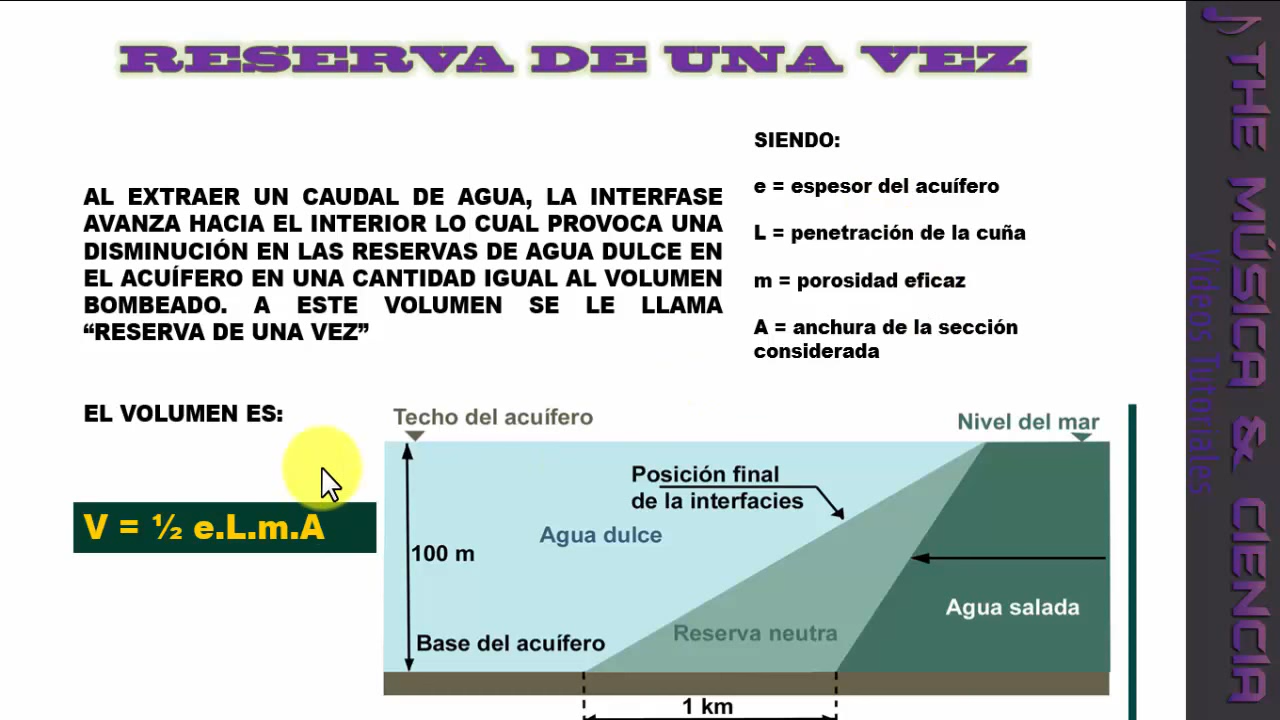 RESERVA DE UNA VEZ
AL EXTRAER UN CAUDAL DE AGUA, LA INTERFASE
AVANZA HACIA EL INTERIOR LO CUAL PROVOCA UNA
DISMINUCIÓN EN LAS RESERVAS DE AGUA DULCE EN
EL ACUÍFERO EN UNA CANTIDAD IGUAL AL VOLUMEN
BOMBEADO. A ESTE VOLUMEN SE LE LLAMA
“RESERVA DE UNA VEZ”
EL VOLUMEN ES:
V = ½ e.L.m.A
SIENDO:
e = espesor del acuífero
L = penetración de la cuña
m = porosidad eficaz
A = anchura de la sección
considerada
Techo del acuífero
Nivel del mar
Posición final
de la interfacies
Agua dulce
100 m
Agua salada
Reserva neutra
Base del acuífero
1 km
THE MÚSICA & CIENCIA
Videos Tutoriales